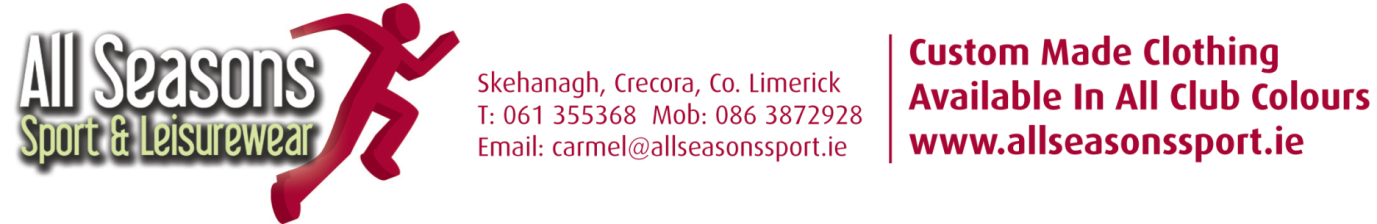 All Seasons
Sport & Leisurewear
Skehanagh, Crecora, Co. Limerick
T: 061 355368 Mob: 086 3872928
Email: carmel@allseasonssport.ie
Custom Made Clothing
Available In All Club Colours
www.allseasonssport.ie